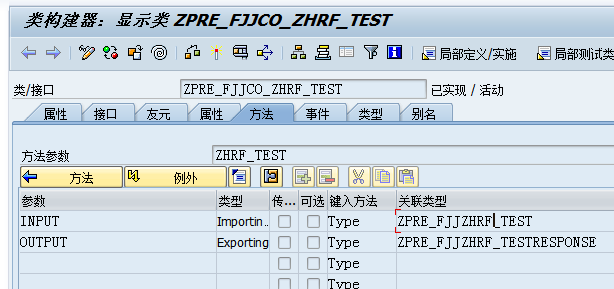 类构建器：显示类 ZPRE_FJJCO_ZHRF_TEST
局部定义/实施
局部测试类
类/接口
ZPRE_FJJCO_ZHRF_TEST
已实现 / 活动
属性
接口
友元
属性
方法
事件
类型
别名
方法参数
ZHRF_TEST
方法
例外
参数 类型 传... 可选 键入方法 关联类型
INPUT Importin.. Type ZPRE_FJJZHRF_TEST
OUTPUT Exporting Type ZPRE_FJJZHRF_TESTRESPONSE
Type
Type